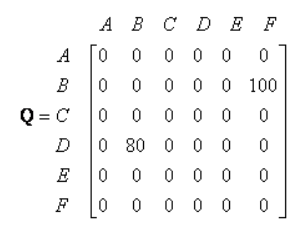 A B C D E F
A 0 0 0 0 0 0
B 0 0 0 0 0 100
Q = C 0 0 0 0 0 0
D 0 80 0 0 0 0
E 0 0 0 0 0 0
F 0 0 0 0 0 0